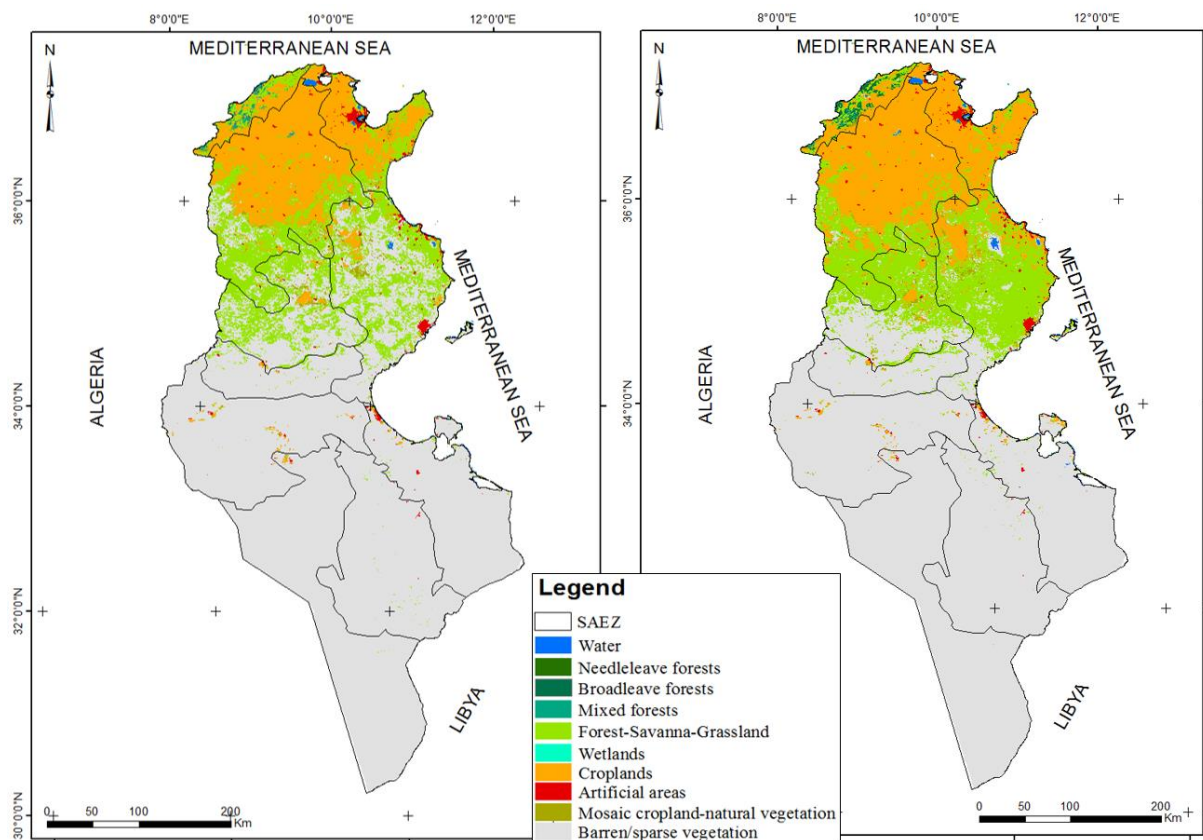 8°0'0"E 10°0'0"E 12°0'0"E
MEDITERRANEAN SEA
N
36°0'0"N
34°0'0"N
32°0'0"N
30°0'0"N
ALGERIA
MEDITERRANEAN SEA
LIBYA
0 50 100 200
Km
8°0'0"E 10°0'0"E 12°0'0"E
MEDITERRANEAN SEA
N
36°0'0"N
34°0'0"N
ALGERIA
MEDITERRANEAN SEA
LIBYA
0 50 100 200
Km
Legend
SAEZ
Water
Needleleave forests
Broadleave forests
Mixed forests
Forest-Savanna-Grassland
Wetlands
Croplands
Artificial areas
Mosaic cropland-natural vegetation
Barren/sparse vegetation